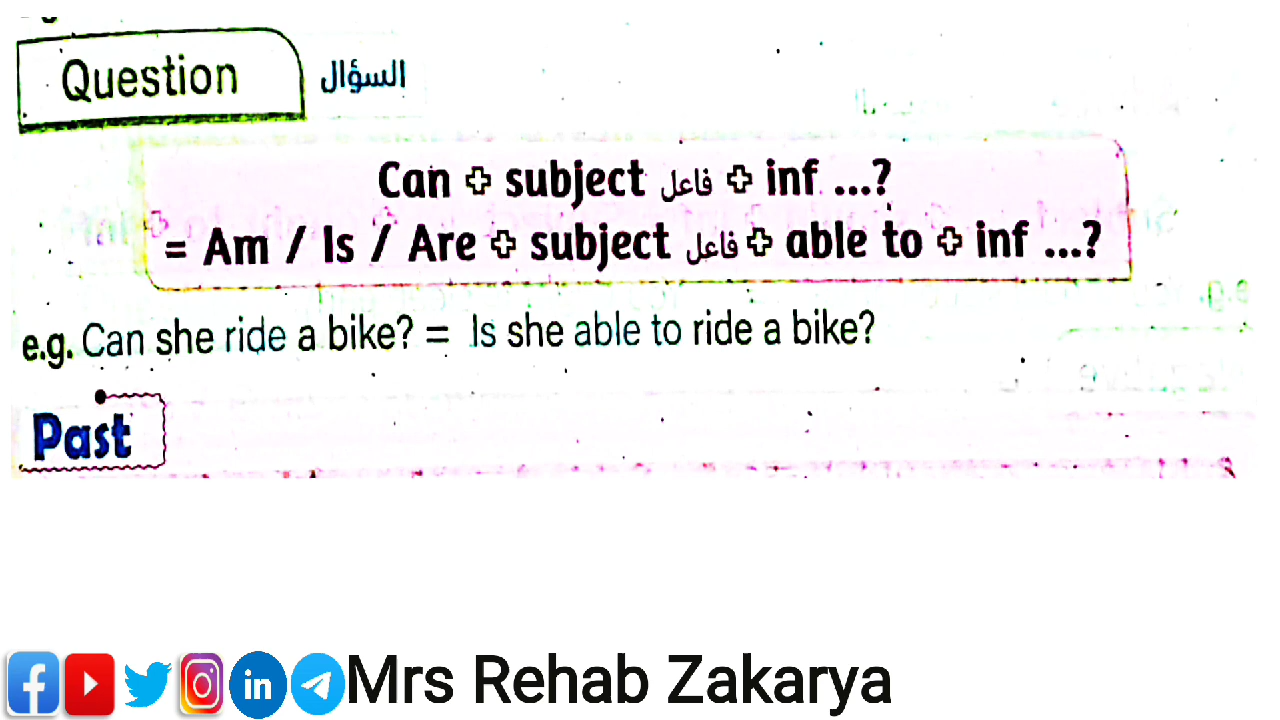 Question السؤال
Can + subject فاعل + inf ...?
= Am / Is / Are + subject فاعل + able to + inf ...?
e.g. Can she ride a bike? = Is she able to ride a bike?
Past
Mrs Rehab Zakarya